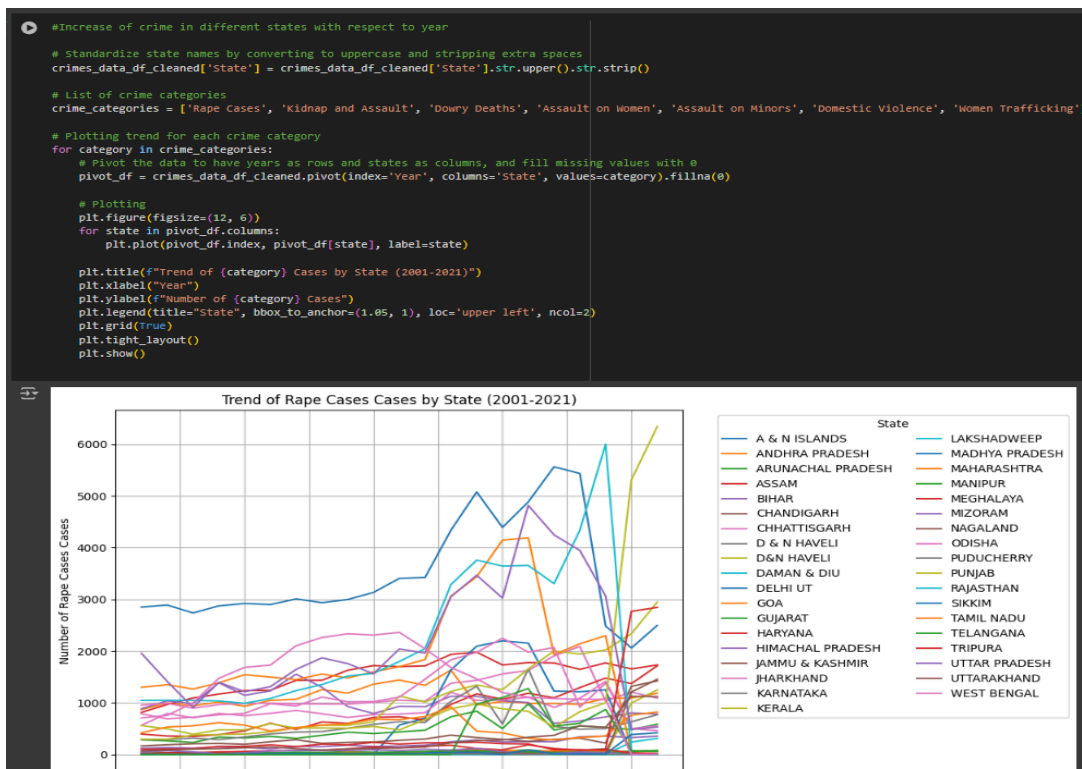 #Increase of crime in different states with respect to year
# Standardize state names by converting to uppercase and stripping extra spaces
crimes_data_df_cleaned['State'] = crimes_data_df_cleaned['State'].str.upper().str.strip()
# List of crime categories
crime_categories = ['Rape Cases', 'Kidnap and Assault', 'Dowry Deaths', 'Assault on Women', 'Assault on Minors', 'Domestic Violence', 'Women Trafficking'
# Plotting trend for each crime category
for category in crime_categories:
# Pivot the data to have years as rows and states as columns, and fill missing values with 0
pivot_df = crimes_data_df_cleaned.pivot(index='Year', columns='State', values=category).fillna(0)
# Plotting
plt.figure(figsize=(12, 6))
for state in pivot_df.columns:
plt.plot(pivot_df.index, pivot_df[state], label=state)
plt.title(f"Trend of {category} Cases by State (2001-2021)")
plt.xlabel("Year")
plt.ylabel(f"Number of {category} Cases")
plt.legend(title="State", bbox_to_anchor=(1.05, 1), loc='upper left', ncol=2)
plt.grid(True)
plt.tight_layout()
plt.show()
Trend of Rape Cases Cases by State (2001-2021)
Number of Rape Cases Cases
6000
5000
4000
3000
2000
1000
0
State
A & N ISLANDS
ANDHRA PRADESH
ARUNACHAL PRADESH
ASSAM
BIHAR
CHANDIGARH
CHHATTISGARH
D & N HAVELI
D&N HAVELI
DAMAN & DIU
DELHI UT
GOA
GUJARAT
HARYANA
HIMACHAL PRADESH
JAMMU & KASHMIR
JHARKHAND
KARNATAKA
KERALA
LAKSHADWEEP
MADHYA PRADESH
MAHARASHTRA
MANIPUR
MEGHALAYA
MIZORAM
NAGALAND
ODISHA
PUDUCHERRY
PUNJAB
RAJASTHAN
SIKKIM
TAMIL NADU
TELANGANA
TRIPURA
UTTAR PRADESH
UTTARAKHAND
WEST BENGAL